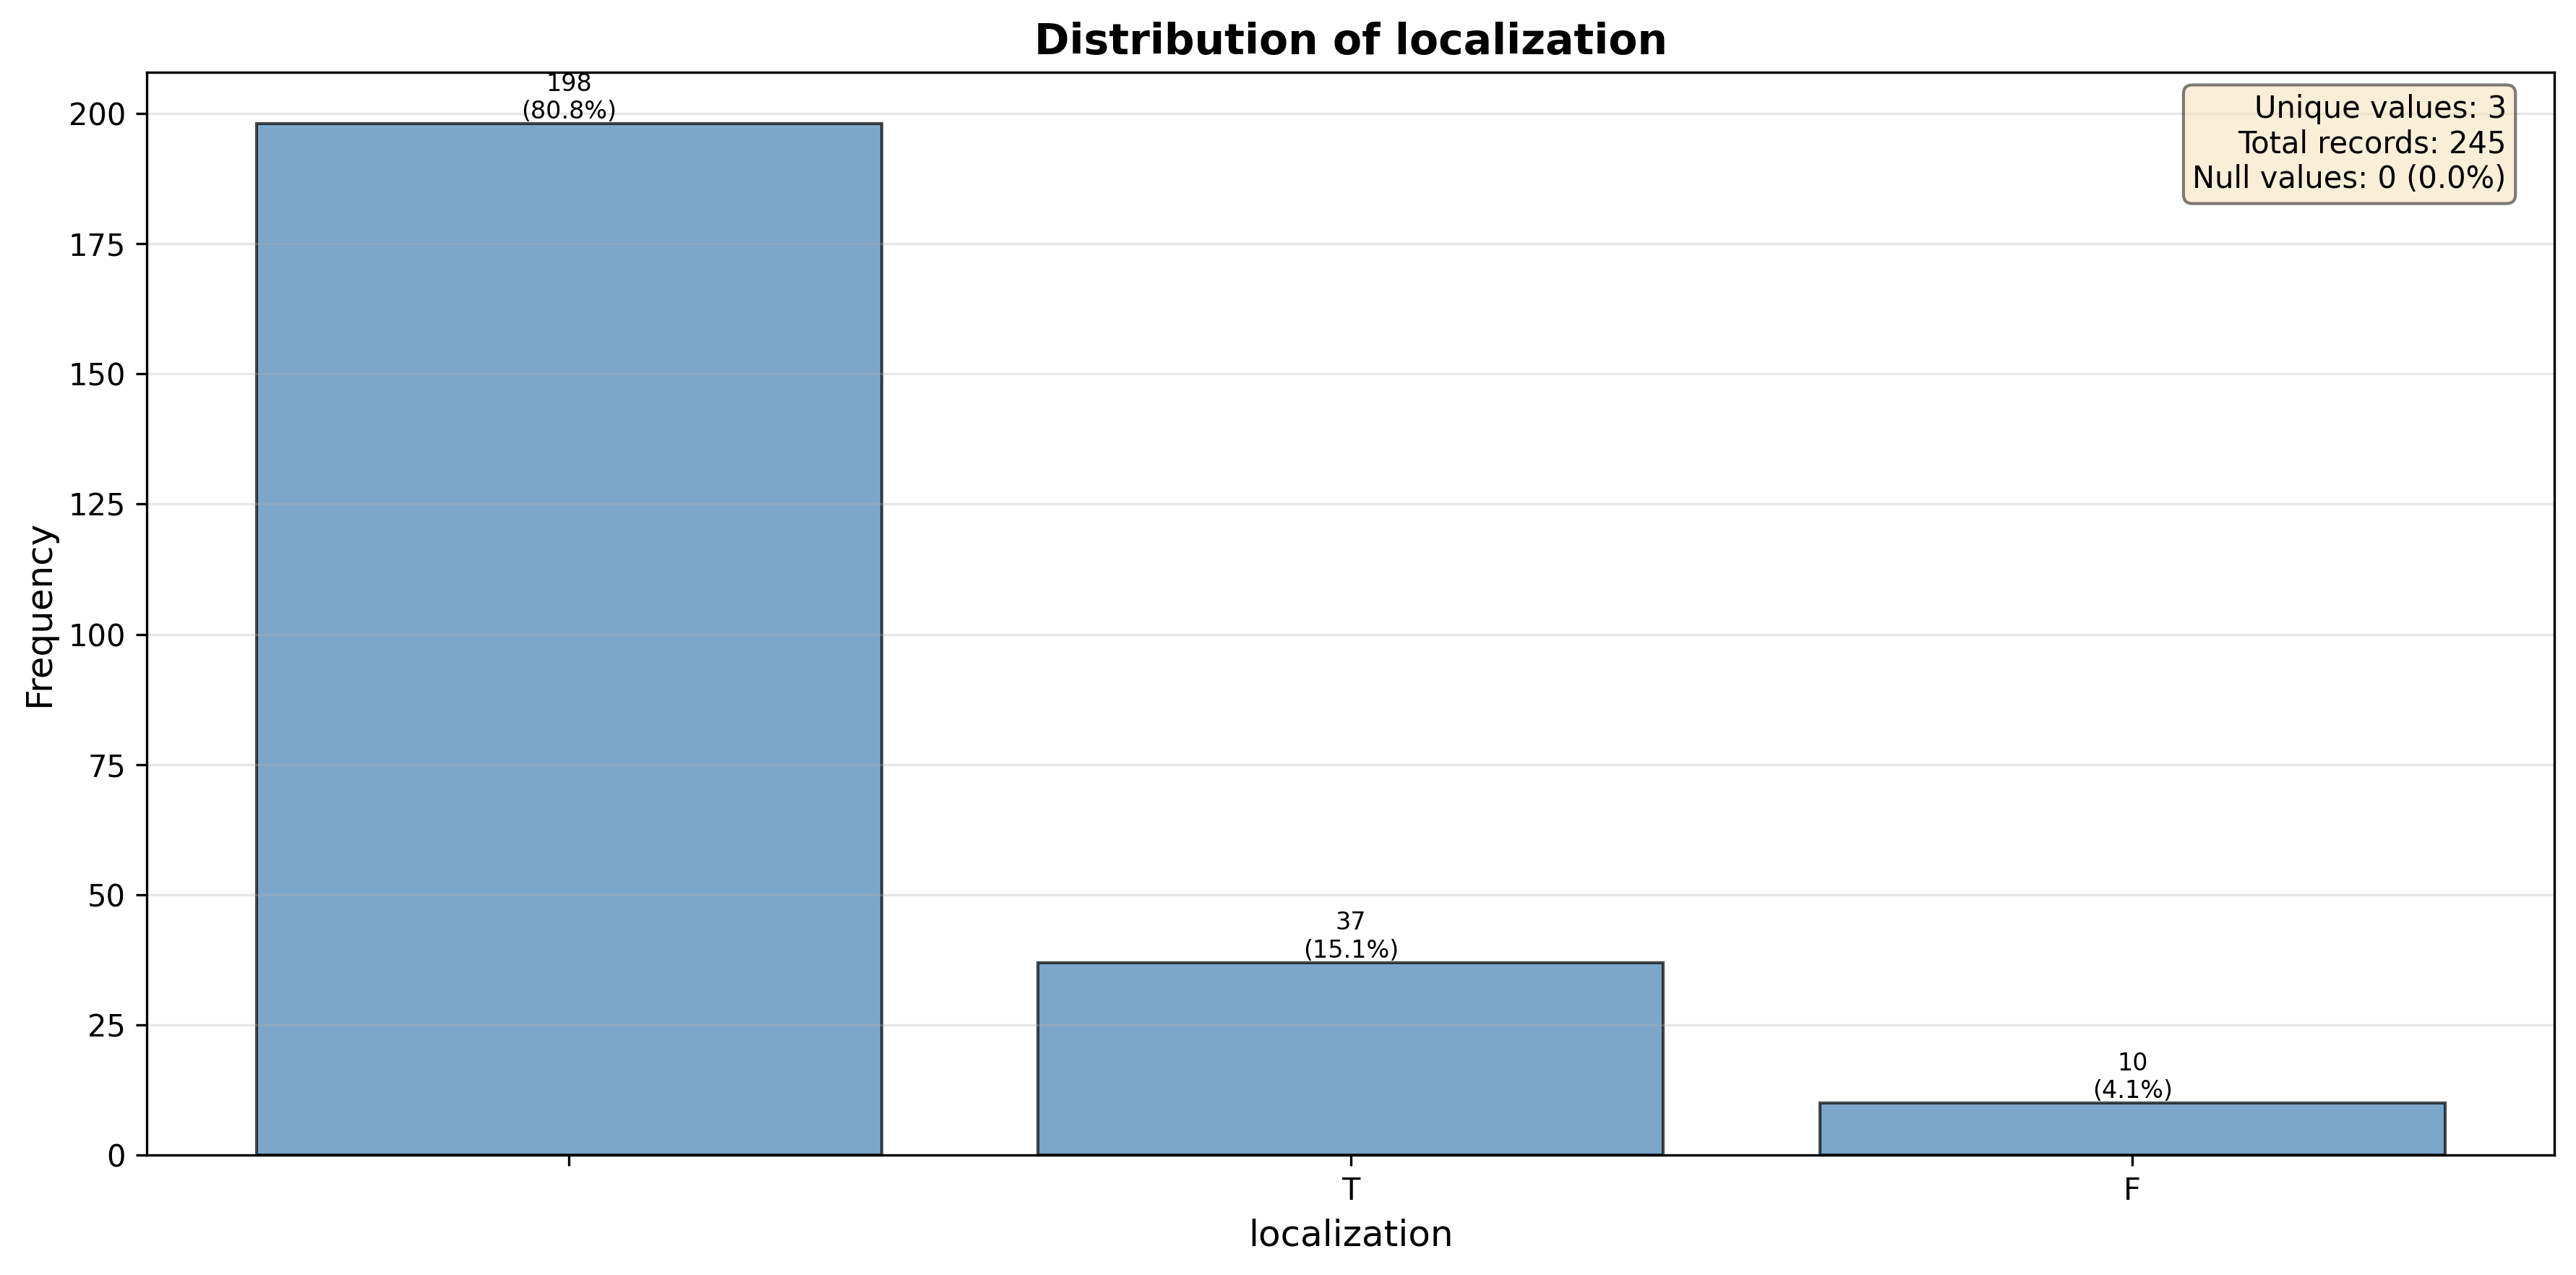 Distribution of localization
198
(80.8%)
Unique values: 3
Total records: 245
Null values: 0 (0.0%)
200
175
150
125
100
75
50
25
0
Frequency
37
(15.1%)
10
(4.1%)
T
F
localization